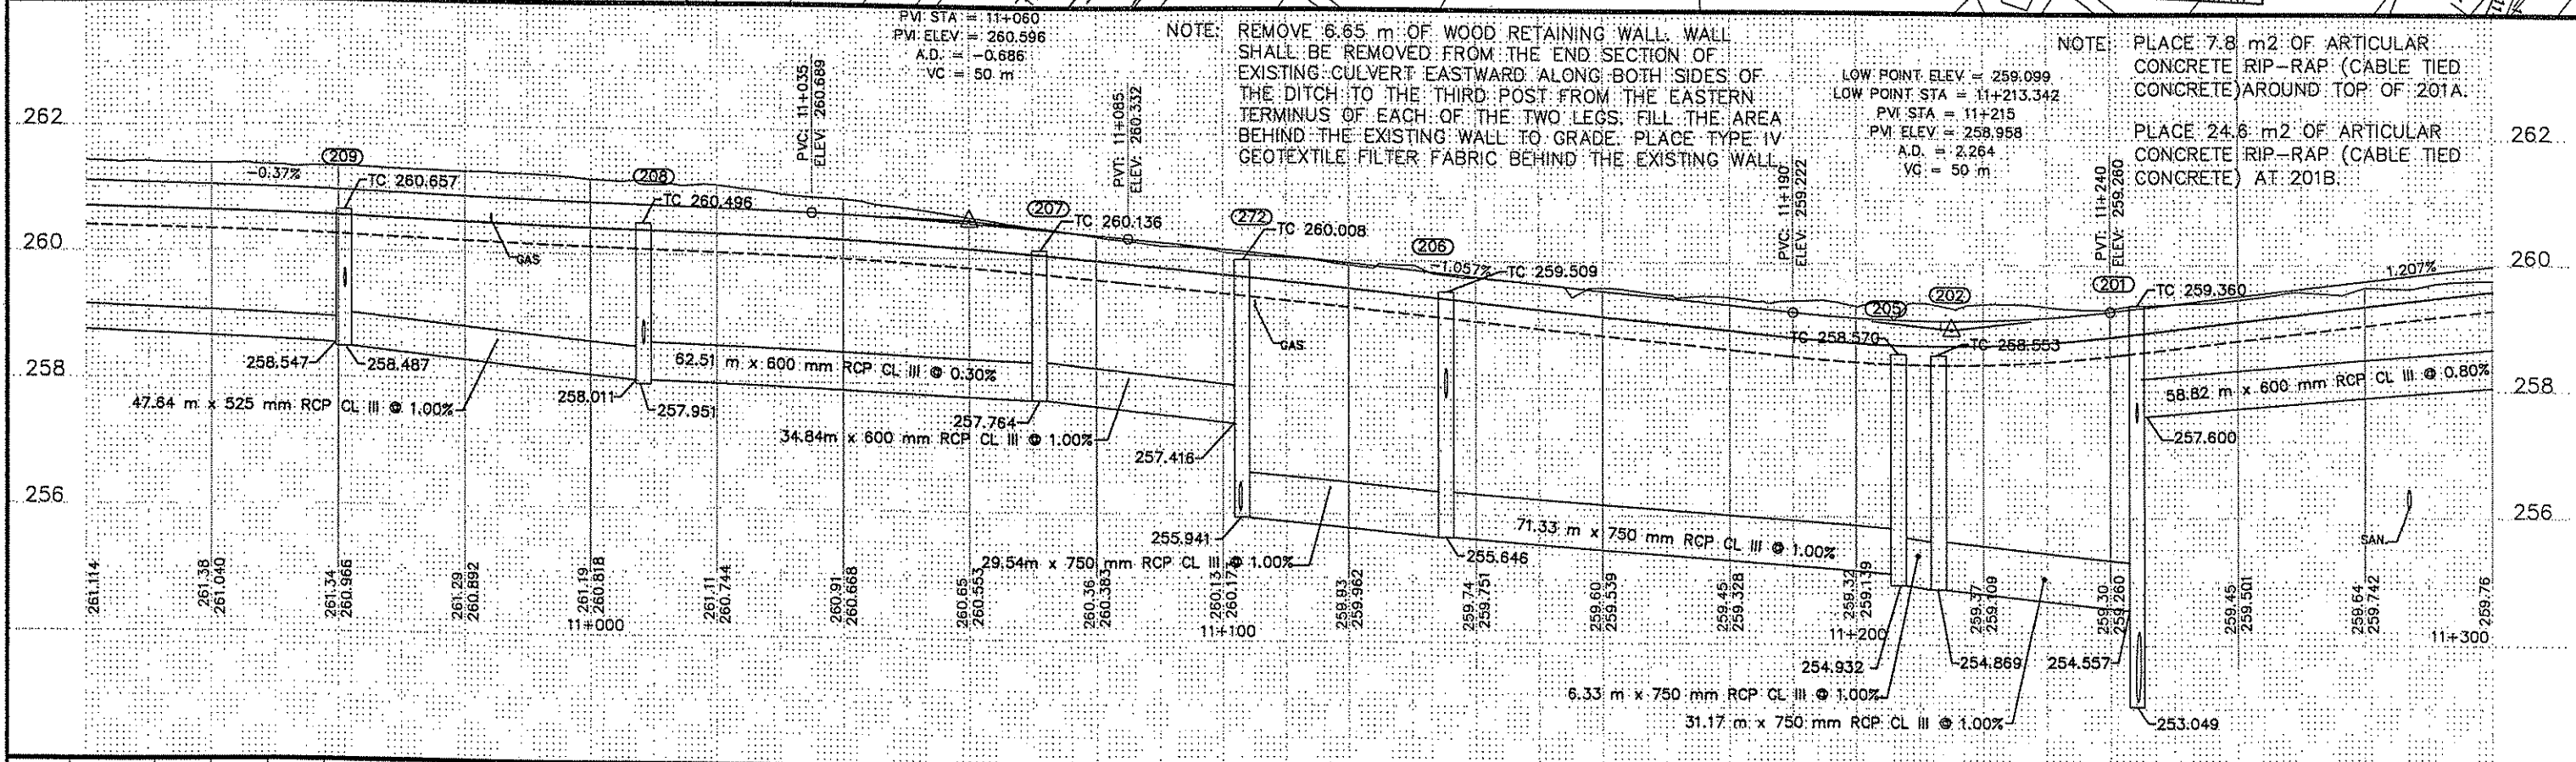 PVI STA = 11+060
PVI ELEV = 260.596
A.D. = -0.686
VC = 50 m
NOTE: REMOVE 6.65 m OF WOOD RETAINING WALL. WALL
SHALL BE REMOVED FROM THE END SECTION OF
EXISTING CULVERT EASTWARD ALONG BOTH SIDES OF
THE DITCH TO THE THIRD POST FROM THE EASTERN
TERMINUS OF EACH OF THE TWO LEGS. FILL THE AREA
BEHIND THE EXISTING WALL TO GRADE. PLACE TYPE IV
GEOTEXTILE FILTER FABRIC BEHIND THE EXISTING WALL.
LOW POINT ELEV = 259.099
LOW POINT STA = 11+213.342
PVI STA = 11+215
PVI ELEV = 258.958
A.D. = 2.264
VC = 50 m
NOTE: PLACE 7.8 m2 OF ARTICULAR
CONCRETE RIP-RAP (CABLE TIED
CONCRETE) AROUND TOP OF 201A.
PLACE 24.6 m2 OF ARTICULAR
CONCRETE RIP-RAP (CABLE TIED
CONCRETE) AT 201B.
PVC: 11+035
ELEV: 260.689
PVT: 11+085
ELEV: 260.332
PVC: 11+190
ELEV: 259.222
PVT: 11+240
ELEV: 259.260
262
262
260
260
258
258
256
256
209
-0.37%
TC 260.657
208
TC 260.496
207
TC 260.136
272
TC 260.008
206
-1.057%
TC 259.509
205
TC 258.570
202
TC 258.553
201
TC 259.360
1.207%
GAS
GAS
258.547
258.487
47.64 m x 525 mm RCP CL III @ 1.00%
258.011
257.951
62.51 m x 600 mm RCP CL III @ 0.30%
257.764
34.84m x 600 mm RCP CL III @ 1.00%
257.416
255.941
29.54m x 750 mm RCP CL III @ 1.00%
255.646
71.33 m x 750 mm RCP CL III @ 1.00%
58.82 m x 600 mm RCP CL III @ 0.80%
257.600
SAN.
254.932
254.869
254.557
6.33 m x 750 mm RCP CL III @ 1.00%
31.17 m x 750 mm RCP CL III @ 1.00%
253.049
261.114
261.38
261.040
261.34
260.966
261.29
260.892
261.19
260.818
261.11
260.744
260.91
260.668
260.65
260.553
260.36
260.383
260.13
260.17
259.93
259.962
259.74
259.751
259.60
259.539
259.45
259.328
259.32
259.139
259.37
259.109
259.30
259.260
259.45
259.501
259.64
259.742
259.76
11+000
11+100
11+200
11+300